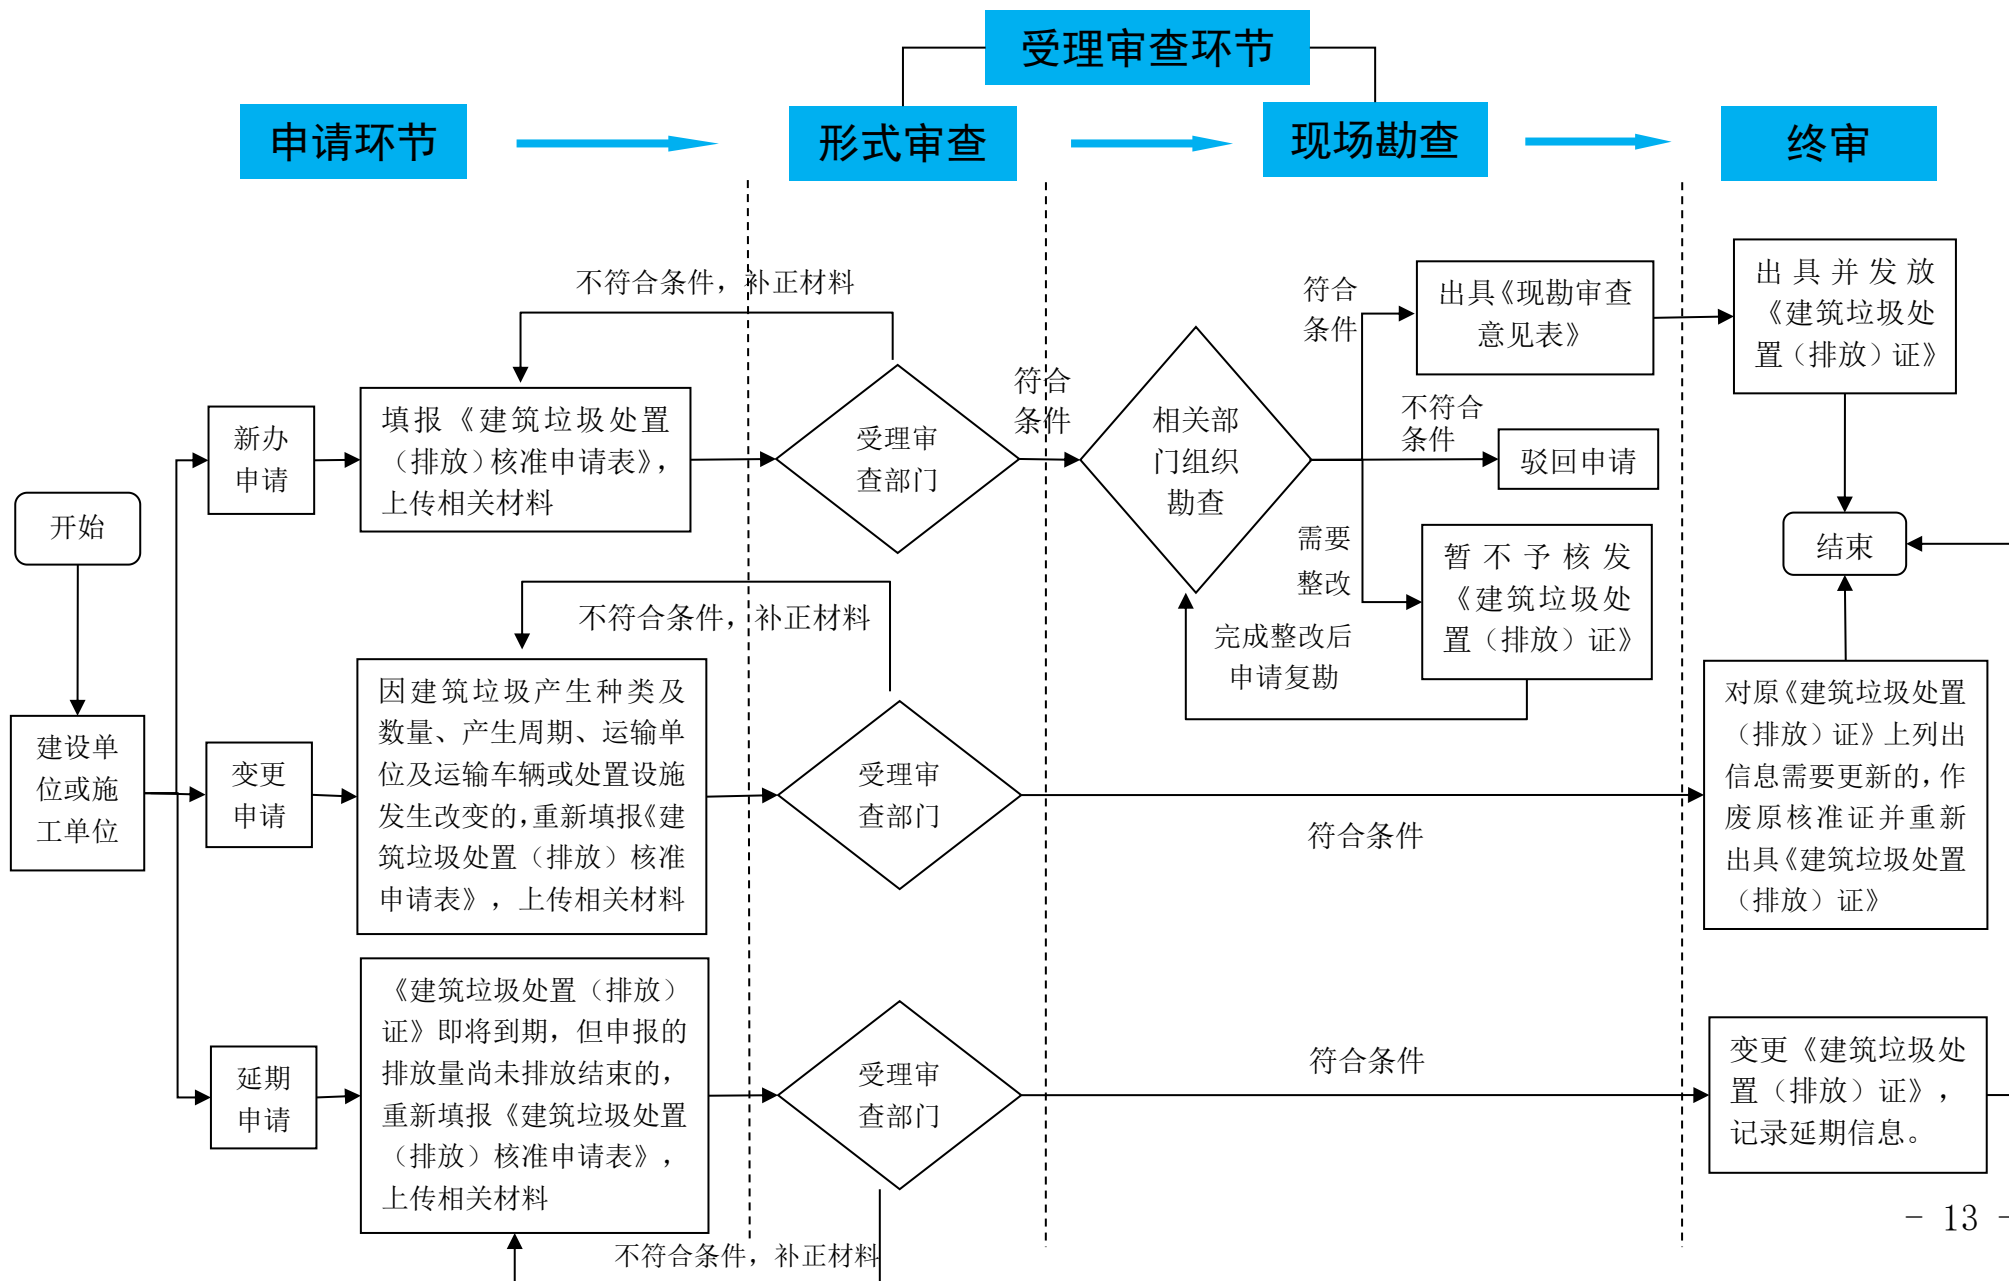 受理审查环节
申请环节
形式审查
现场勘查
终审
不符合条件，补正材料
开始
建设单
位或施
工单位
新办
申请
填报《建筑垃圾处置
（排放）核准申请表》，
上传相关材料
受理审
查部门
符合
条件
相关部
门组织
勘查
符合
条件
出具《现勘审查
意见表》
不符合
条件
驳回申请
需要
整改
暂不予核发
《建筑垃圾处
置（排放）证》
完成整改后
申请复勘
出具并发放
《建筑垃圾处
置（排放）证》
结束
不符合条件，补正材料
变更
申请
因建筑垃圾产生种类及
数量、产生周期、运输单
位及运输车辆或处置设施
发生改变的，重新填报《建
筑垃圾处置（排放）核准
申请表》，上传相关材料
受理审
查部门
符合条件
对原《建筑垃圾处置
（排放）证》上列出
信息需要更新的，作
废原核准证并重新
出具《建筑垃圾处置
（排放）证》
延期
申请
《建筑垃圾处置（排放）
证》即将到期，但申报的
排放量尚未排放结束的，
重新填报《建筑垃圾处置
（排放）核准申请表》，
上传相关材料
受理审
查部门
符合条件
变更《建筑垃圾处
置（排放）证》，
记录延期信息。
不符合条件，补正材料
- 13 -